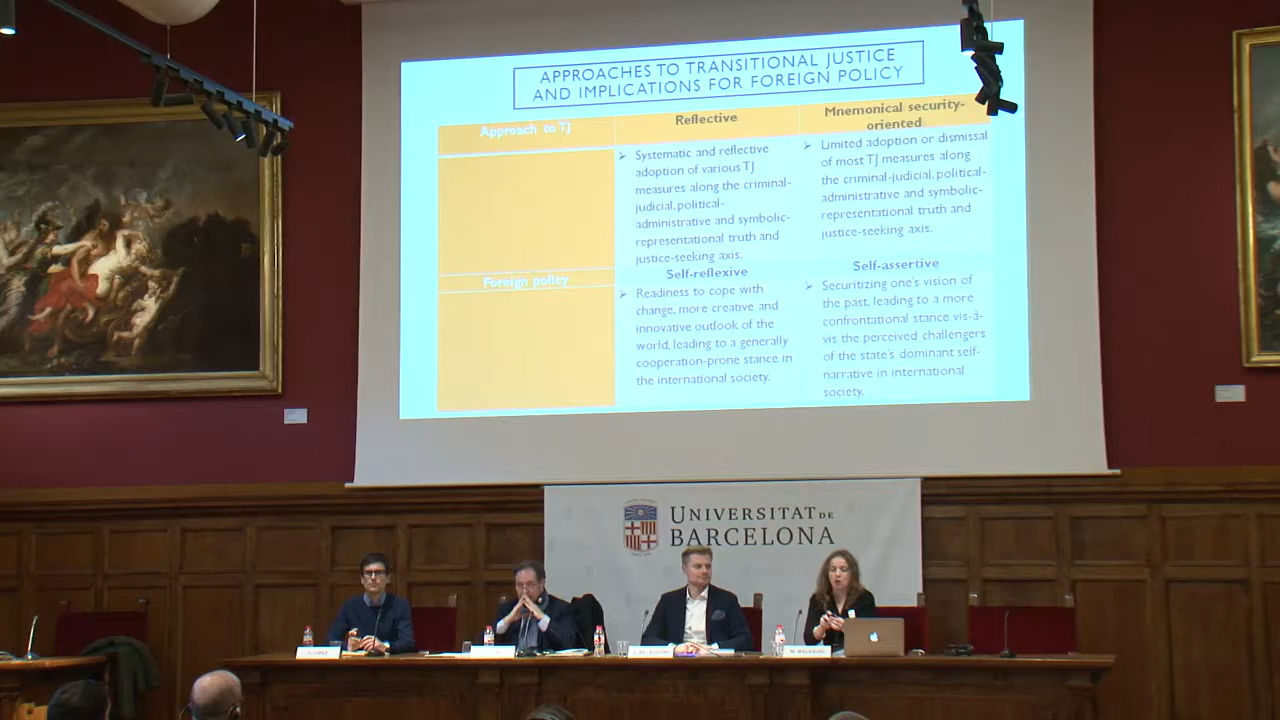 APPROACHES TO TRANSITIONAL JUSTICE
AND IMPLICATIONS FOR FOREIGN POLICY
Approach to TJ
Reflective
Mnemonical security-
oriented
➢ Systematic and reflective
adoption of various TJ
measures along the criminal-
judicial, political-
administrative and symbolic-
representational truth and
justice-seeking axis.
➢ Limited adoption or dismissal
of most TJ measures along
the criminal-judicial, political-
administrative and symbolic-
representational truth and
justice-seeking axis.
Foreign policy
Self-reflexive
➢ Readiness to cope with
change, more creative and
innovative outlook of the
world, leading to a generally
cooperation-prone stance in
the international society.
Self-assertive
➢ Securitizing one's vision of
the past, leading to a more
confrontational stance vis-à-
vis the perceived challengers
of the state's dominant self-
narrative in international
society.
UNIVERSITAT DE
BARCELONA